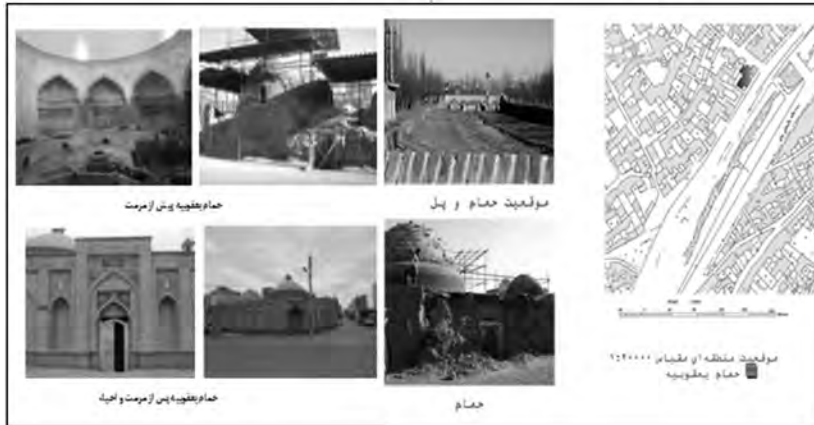 حمام یعقوبیه پیش از مرمت
موقعیت حمام و پل
حمام یعقوبیه پس از مرمت و احیاء
حمام
موقعیت منطقه ای مقیاس ۱:۲۰۰۰۰
حمام یعقوبیه